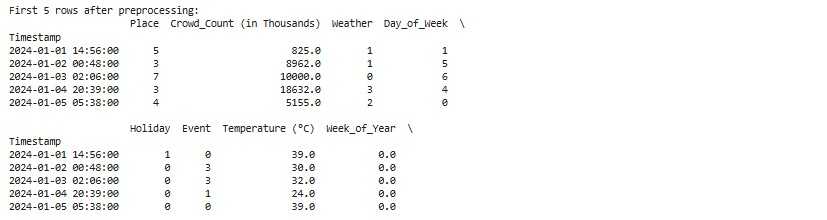 First 5 rows after preprocessing:
Place Crowd_Count (in Thousands) Weather Day_of_Week \
Timestamp
2024-01-01 14:56:00 5 825.0 1 1
2024-01-02 00:48:00 3 8962.0 1 5
2024-01-03 02:06:00 7 10000.0 0 6
2024-01-04 20:39:00 3 18632.0 3 4
2024-01-05 05:38:00 4 5155.0 2 0
Holiday Event Temperature (°C) Week_of_Year \
Timestamp
2024-01-01 14:56:00 1 0 39.0 0.0
2024-01-02 00:48:00 0 3 30.0 0.0
2024-01-03 02:06:00 0 3 32.0 0.0
2024-01-04 20:39:00 0 1 24.0 0.0
2024-01-05 05:38:00 0 0 39.0 0.0